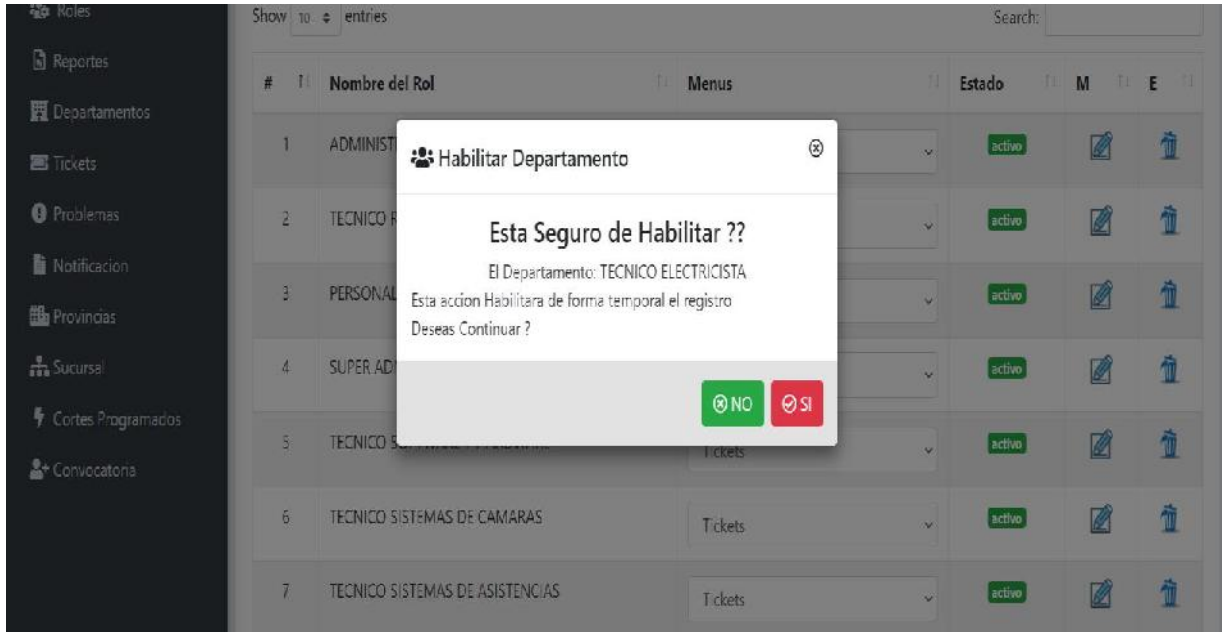 Roles
Show 10 entries
Search:
Reportes
# Nombre del Rol Menus Estado M E
Departamentos
1 ADMINIST activo
Habilitar Departamento
Tickets
Problemas
2 TECNICO activo
Esta Seguro de Habilitar ??
El Departamento: TECNICO ELECTRICISTA
Notificacion
3 PERSONAL activo
Esta accion Habilitara de forma temporal el registro
Provincias
Deseas Continuar ?
Sucursal
4 SUPER AD activo
NO SI
Cortes Programados
5 TECNICO Tickets activo
Convocatoria
6 TECNICO SISTEMAS DE CAMARAS Tickets activo
7 TECNICO SISTEMAS DE ASISTENCIAS Tickets activo